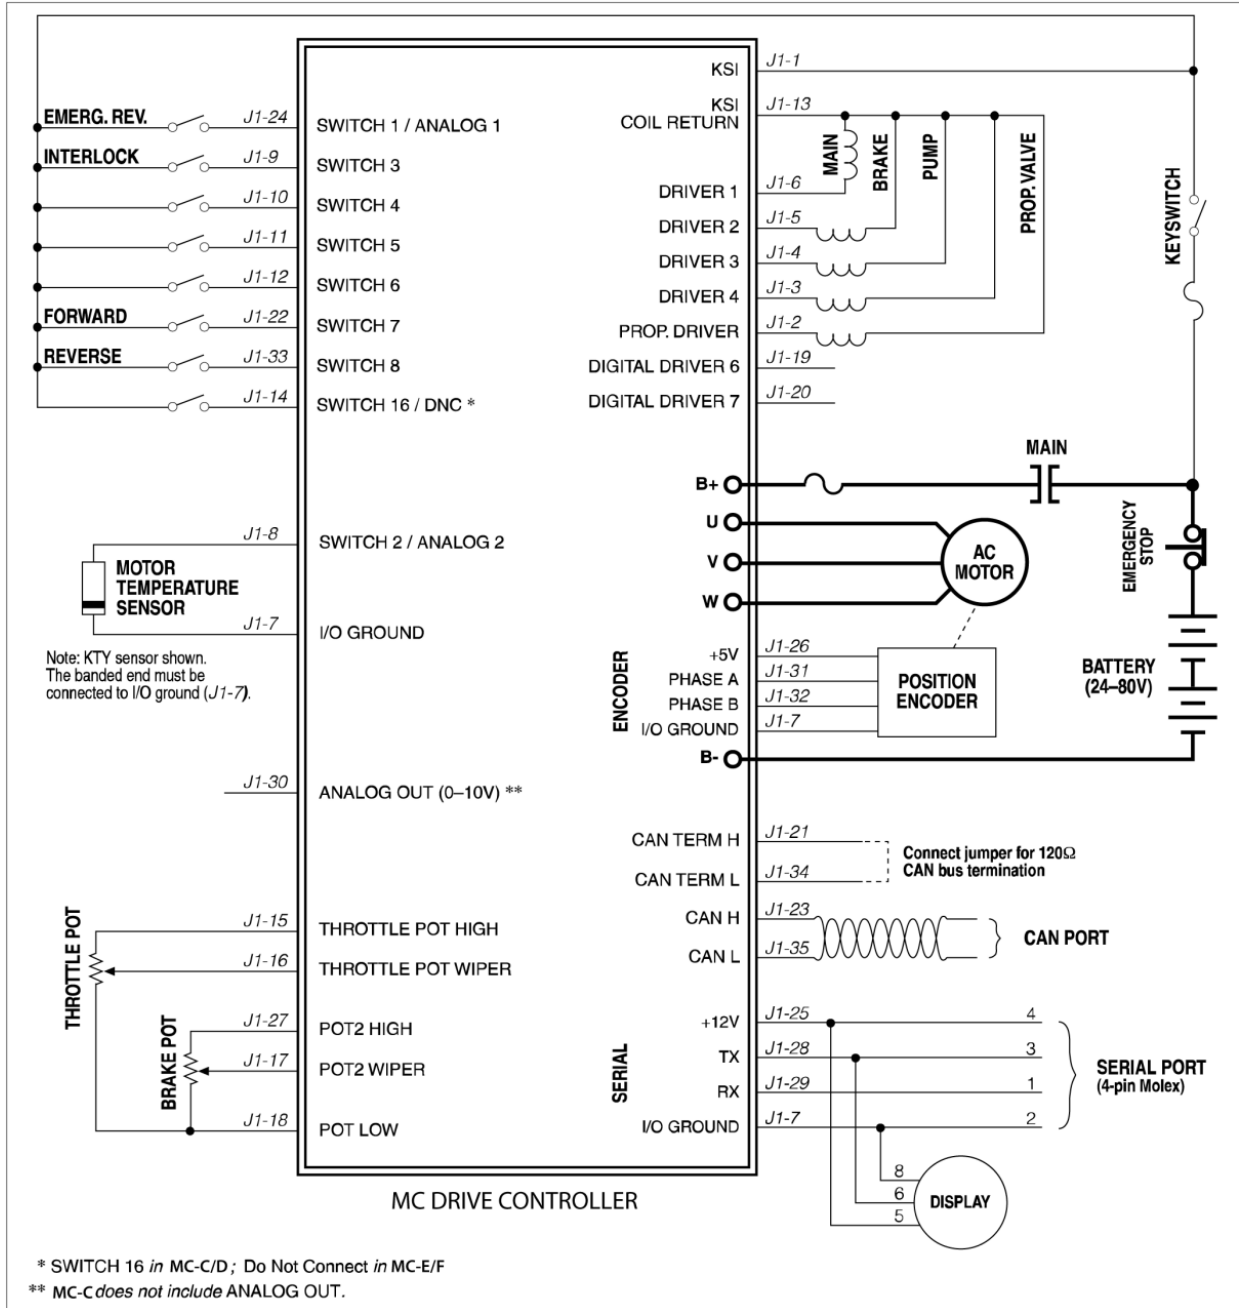 KSI J1-1
KSI J1-13
COIL RETURN
EMERG. REV. J1-24 SWITCH 1 / ANALOG 1
INTERLOCK J1-9 SWITCH 3
J1-10 SWITCH 4
J1-11 SWITCH 5
J1-12 SWITCH 6
FORWARD J1-22 SWITCH 7
REVERSE J1-33 SWITCH 8
J1-14 SWITCH 16 / DNC *
MAIN
BRAKE
PUMP
PROP. VALVE
KEYSWITCH
DRIVER 1 J1-6
DRIVER 2 J1-5
DRIVER 3 J1-4
DRIVER 4 J1-3
PROP. DRIVER J1-2
DIGITAL DRIVER 6 J1-19
DIGITAL DRIVER 7 J1-20
MAIN
B+
U
V
W
AC
MOTOR
EMERGENCY
STOP
J1-8 SWITCH 2 / ANALOG 2
MOTOR
TEMPERATURE
SENSOR
J1-7 I/O GROUND
Note: KTY sensor shown.
The banded end must be
connected to I/O ground (J1-7).
ENCODER
+5V J1-26
PHASE A J1-31
PHASE B J1-32
I/O GROUND J1-7
POSITION
ENCODER
BATTERY
(24–80V)
B-
J1-30 ANALOG OUT (0–10V) **
CAN TERM H J1-21
CAN TERM L J1-34
Connect jumper for 120Ω
CAN bus termination
CAN H J1-23
CAN L J1-35
CAN PORT
THROTTLE POT
J1-15 THROTTLE POT HIGH
J1-16 THROTTLE POT WIPER
BRAKE POT
J1-27 POT2 HIGH
J1-17 POT2 WIPER
J1-18 POT LOW
SERIAL
+12V J1-25 4
TX J1-28 3
RX J1-29 1
I/O GROUND J1-7 2
SERIAL PORT
(4-pin Molex)
8
6
5
DISPLAY
MC DRIVE CONTROLLER
* SWITCH 16 in MC-C/D ; Do Not Connect in MC-E/F
** MC-C does not include ANALOG OUT.